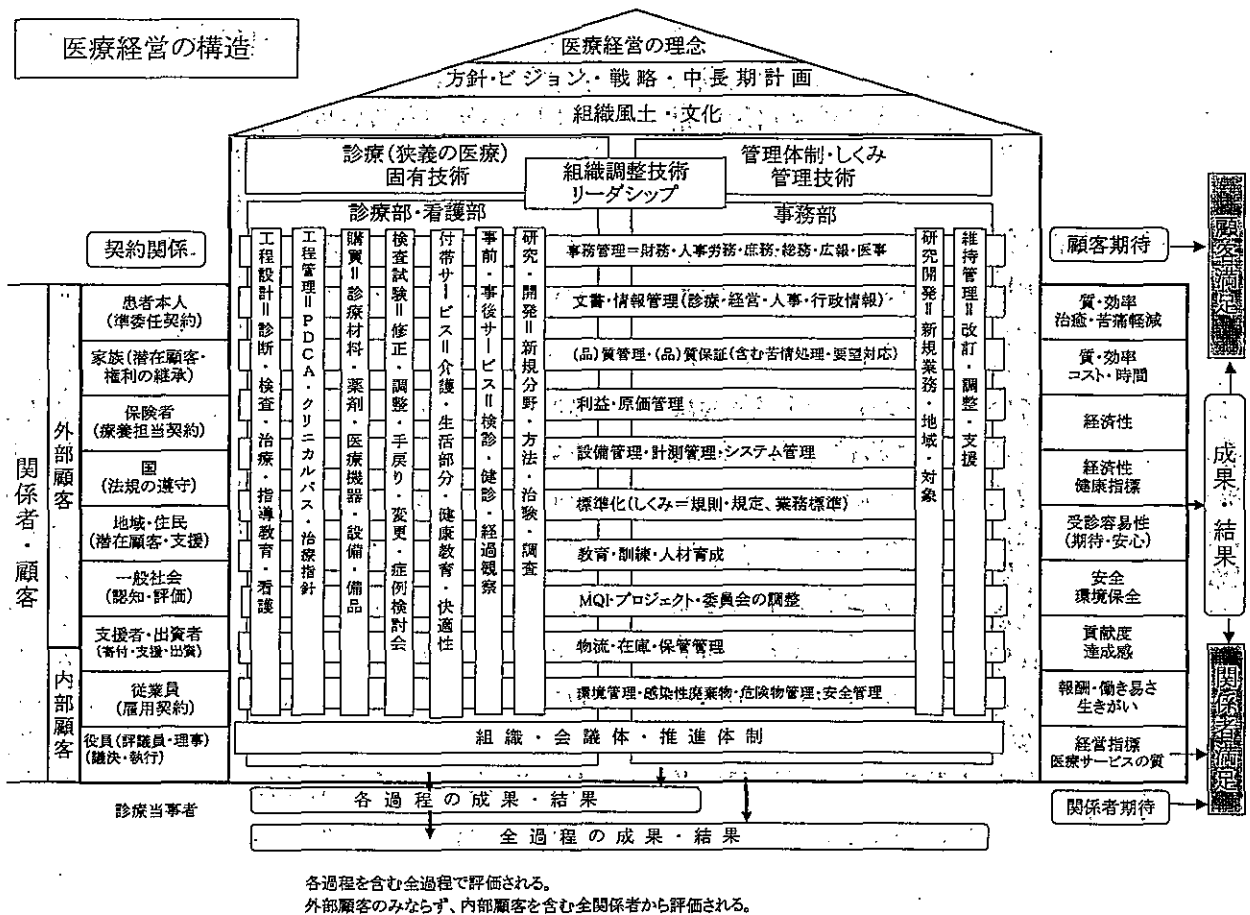 医療経営の構造
医療経営の理念
方針・ビジョン・戦略・中長期計画
組織風土・文化
診療(狭義の医療)
固有技術
組織調整技術
リーダシップ
管理体制・しくみ
管理技術
診療部・看護部
事務部
契約関係
顧客期待
顧客満足
関係者・顧客
外部顧客
内部顧客
患者本人
(準委任契約)
家族(潜在顧客・
権利の継承)
保険者
(療養担当契約)
国
(法規の遵守)
地域・住民
(潜在顧客・支援)
一般社会
(認知・評価)
支援者・出資者
(寄付・支援・出資)
従業員
(雇用契約)
役員(評議員・理事)
(議決・執行)
診療当事者
工程設計=診断・検査・治療・指導教育・看護
工程管理=PDCA・クリニカルパス・治療指針
購買=診療材料・薬剤・医療機器・設備・備品
検査試験=修正・調整・手戻り・変更・症例検討会
付帯サービス=介護・生活部分・健康教育・快適性
事前・事後サービス=検診・健診・経過観察
研究・開発=新規分野・方法・治験・調査
事務管理=財務・人事労務・庶務・総務・広報・医事
文書・情報管理(診療・経営・人事・行政情報)
(品)質管理・(品)質保証(含む苦情処理・要望対応)
利益・原価管理
設備管理・計測管理・システム管理
標準化(しくみ=規則・規定、業務標準)
教育・訓練・人材育成
MQI・プロジェクト・委員会の調整
物流・在庫・保管管理
環境管理・感染性廃棄物・危険物管理・安全管理
研究開発=新規業務・地域・対象
維持管理=改訂・調整・支援
組織・会議体・推進体制
質・効率
治癒・苦痛軽減
質・効率
コスト・時間
経済性
経済性
健康指標
受診容易性
(期待・安心)
安全
環境保全
貢献度
達成感
報酬・働き易さ
生きがい
経営指標
医療サービスの質
成果・結果
関係者期待
関係者満足
各過程の成果・結果
全過程の成果・結果
各過程を含む全過程で評価される。
外部顧客のみならず、内部顧客を含む全関係者から評価される。